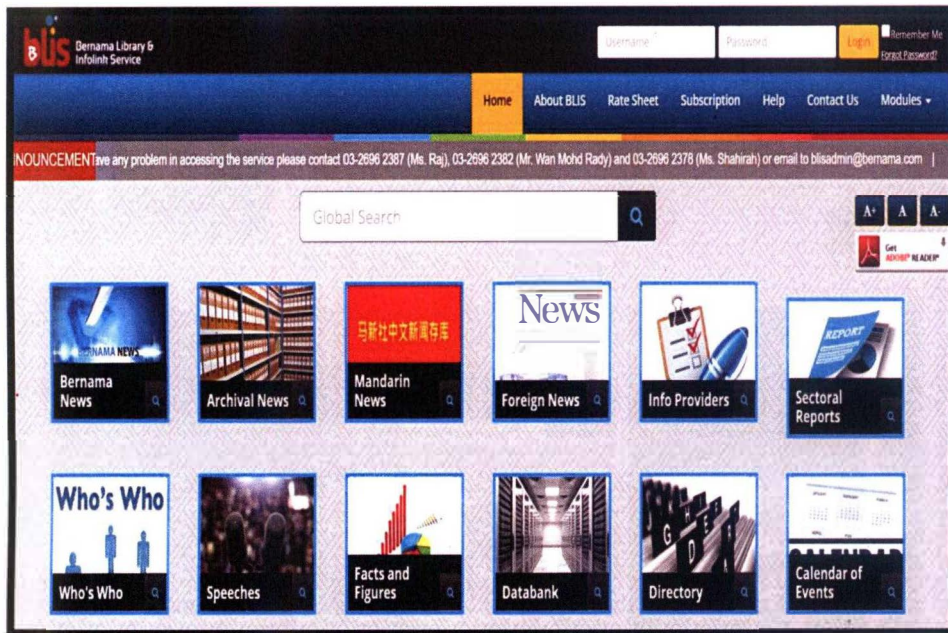 blis Bernama Library &
Infolink Service
Username *
Password
Login
Remember Me
Forgot Password?
Home
About BLIS
Rate Sheet
Subscription
Help
Contact Us
Modules
NOUNCEMENT ave any problem in accessing the service please contact 03-2696 2387 (Ms. Raj), 03-2696 2382 (Mr. Wan Mohd Rady) and 03-2696 2378 (Ms. Shahirah) or email to blisadmin@bernama.com |
Global Search
A+
A
A-
Get
ADOBE® READER®
BERNAMA NEWS
Bernama
News
Archival News
马新社中文新闻存库
Mandarin
News
News
Foreign News
Info Providers
REPORT
Sectoral
Reports
Who's Who
Who's Who
Speeches
Facts and
Figures
Databank
G H E F
D
Directory
CALENDAR
Calendar of
Events